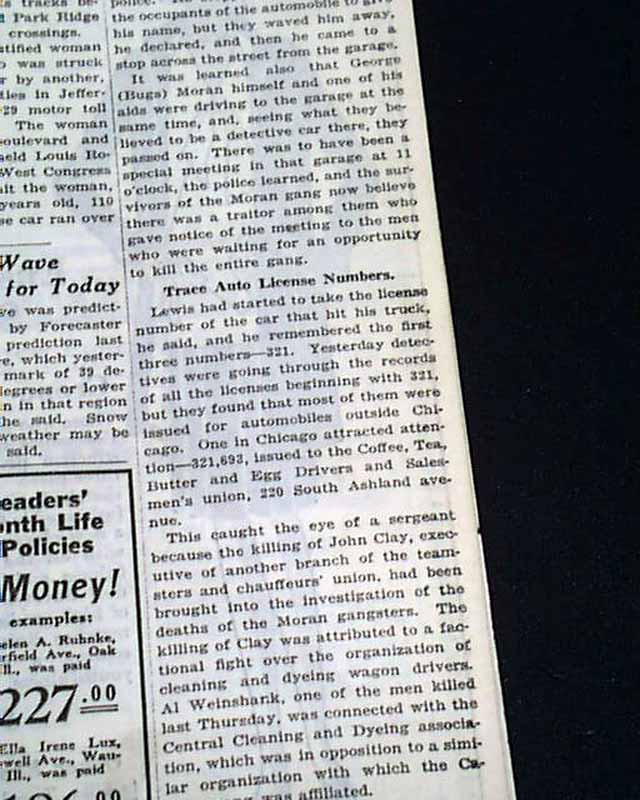 s tracks be-
d Park Ridge
crossings.
stified woman
o was struck
r by another,
ties in Jeffer-
29 motor toll
The woman
oulevard and
held Louis Ro-
West Congress
hit the woman,
years old, 110
se car ran over
Wave
for Today
ve was predict-
by Forecaster
prediction last
re, which yester-
mark of 39 de-
degrees or lower
n in that region
he said. Snow
weather may be
said.
eaders'
onth Life
Policies
Money!
examples:
elen A. Ruhnke,
rfield Ave., Oak
Ill., was paid
227.00
Ella Irene Lux,
well Ave., Wau-
Ill., was paid
the occupants of the automobile to give
his name, but they waved him away,
he declared, and then he came to a
stop across the street from the garage.
It was learned also that George
(Bugs) Moran himself and one of his
aids were driving to the garage at the
same time, and, seeing what they be-
lieved to be a detective car there, they
passed on. There was to have been a
special meeting in that garage at 11
o'clock, the police learned, and the sur-
vivors of the Moran gang now believe
there was a traitor among them who
gave notice of the meeting to the men
who were waiting for an opportunity
to kill the entire gang.
Trace Auto License Numbers.
Lewis had started to take the license
number of the car that hit his truck,
he said, and he remembered the first
three numbers—321. Yesterday detec-
tives were going through the records
of all the licenses beginning with 321,
but they found that most of them were
issued for automobiles outside Chi-
cago. One in Chicago attracted atten-
tion—321,693, issued to the Coffee, Tea,
Butter and Egg Drivers and Sales-
men's union, 220 South Ashland ave-
nue.
This caught the eye of a sergeant
because the killing of John Clay, exec-
utive of another branch of the team-
sters and chauffeurs' union, had been
brought into the investigation of the
deaths of the Moran gangsters. The
killing of Clay was attributed to a fac-
tional fight over the organization of
cleaning and dyeing wagon drivers.
Al Weinshank, one of the men killed
last Thursday, was connected with the
Central Cleaning and Dyeing associa-
tion, which was in opposition to a simi-
lar organization with which the Ca-
was affiliated.